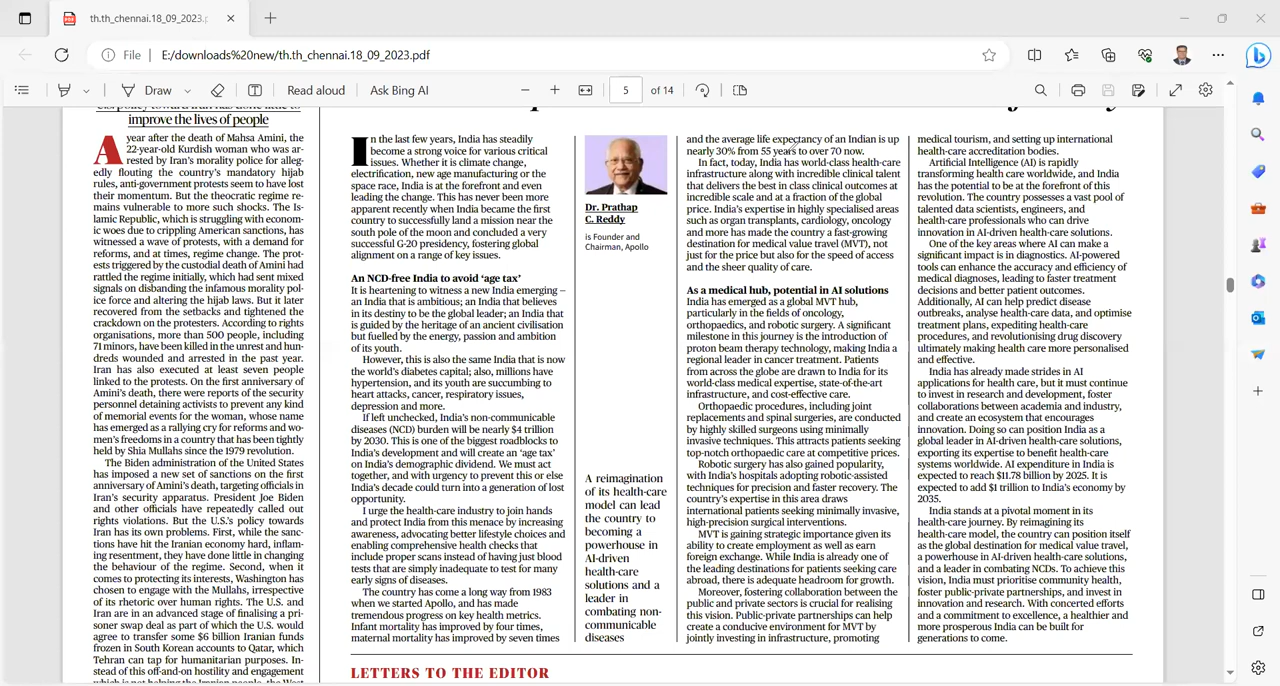 th.th_chennai.18_09_2023.
File
E:/downloads%20new/th.th_chennai.18_09_2023.pdf
Draw
Read aloud
Ask Bing AI
5
of 14
improve the lives of people
A year after the death of Mahsa Amini, the
22-year-old Kurdish woman who was ar-
rested by Iran's morality police for alleg-
edly flouting the country's mandatory hijab
rules, anti-government protests seem to have lost
their momentum. But the theocratic regime re-
mains vulnerable to more such shocks. The Is-
lamic Republic, which is struggling with econom-
ic woes due to crippling American sanctions, has
witnessed a wave of protests, with a demand for
reforms, and at times, regime change. The prot-
ests triggered by the custodial death of Amini had
rattled the regime initially, which had sent mixed
signals on disbanding the infamous morality pol-
ice force and altering the hijab laws. But it later
recovered from the setbacks and tightened the
crackdown on the protesters. According to rights
organisations, more than 500 people, including
71 minors, have been killed in the unrest and hun-
dreds wounded and arrested in the past year.
Iran has also executed at least seven people
linked to the protests. On the first anniversary of
Amini's death, there were reports of the security
personnel detaining activists to prevent any kind
of memorial events for the woman, whose name
has emerged as a rallying cry for reforms and wo-
men's freedoms in a country that has been tightly
held by Shia Mullahs since the 1979 revolution.
The Biden administration of the United States
has imposed a new set of sanctions on the first
anniversary of Amini's death, targeting officials in
Iran's security apparatus. President Joe Biden
and other officials have repeatedly called out
rights violations. But the U.S.'s policy towards
Iran has its own problems. First, while the sanc-
tions have hit the Iranian economy hard, inflam-
ing resentment, they have done little in changing
the behaviour of the regime. Second, when it
comes to protecting its interests, Washington has
chosen to engage with the Mullahs, irrespective
of its rhetoric over human rights. The U.S. and
Iran are in an advanced stage of finalising a pri-
soner swap deal as part of which the U.S. would
agree to transfer some $6 billion Iranian funds
frozen in South Korean accounts to Qatar, which
Tehran can tap for humanitarian purposes. In-
stead of this off-and-on hostility and engagement
In the last few years, India has steadily
become a strong voice for various critical
issues. Whether it is climate change,
electrification, new age manufacturing or the
space race, India is at the forefront and even
leading the change. This has never been more
apparent recently when India became the first
country to successfully land a mission near the
south pole of the moon and concluded a very
successful G-20 presidency, fostering global
alignment on a range of key issues.
An NCD-free India to avoid 'age tax'
It is heartening to witness a new India emerging –
an India that is ambitious; an India that believes
in its destiny to be the global leader; an India that
is guided by the heritage of an ancient civilisation
but fuelled by the energy, passion and ambition
of its youth.
However, this is also the same India that is now
the world's diabetes capital; also, millions have
hypertension, and its youth are succumbing to
heart attacks, cancer, respiratory issues,
depression and more.
If left unchecked, India's non-communicable
diseases (NCD) burden will be nearly $4 trillion
by 2030. This is one of the biggest roadblocks to
India's development and will create an 'age tax'
on India's demographic dividend. We must act
together, and with urgency to prevent this or else
India's decade could turn into a generation of lost
opportunity.
I urge the health-care industry to join hands
and protect India from this menace by increasing
awareness, advocating better lifestyle choices and
enabling comprehensive health checks that
include proper scans instead of having just blood
tests that are simply inadequate to test for many
early signs of diseases.
The country has come a long way from 1983
when we started Apollo, and has made
tremendous progress on key health metrics.
Infant mortality has improved by four times,
maternal mortality has improved by seven times
Dr. Prathap
C. Reddy
is Founder and
Chairman, Apollo
A reimagination
of its health-care
model can lead
the country to
becoming a
powerhouse in
AI-driven
health-care
solutions and a
leader in
combating non-
communicable
diseases
and the average life expectancy of an Indian is up
nearly 30% from 55 years to over 70 now.
In fact, today, India has world-class health-care
infrastructure along with incredible clinical talent
that delivers the best in class clinical outcomes at
incredible scale and at a fraction of the global
price. India's expertise in highly specialised areas
such as organ transplants, cardiology, oncology
and more has made the country a fast-growing
destination for medical value travel (MVT), not
just for the price but also for the speed of access
and the sheer quality of care.
As a medical hub, potential in AI solutions
India has emerged as a global MVT hub,
particularly in the fields of oncology,
orthopaedics, and robotic surgery. A significant
milestone in this journey is the introduction of
proton beam therapy technology, making India a
regional leader in cancer treatment. Patients
from across the globe are drawn to India for its
world-class medical expertise, state-of-the-art
infrastructure, and cost-effective care.
Orthopaedic procedures, including joint
replacements and spinal surgeries, are conducted
by highly skilled surgeons using minimally
invasive techniques. This attracts patients seeking
top-notch orthopaedic care at competitive prices.
Robotic surgery has also gained popularity,
with India's hospitals adopting robotic-assisted
techniques for precision and faster recovery. The
country's expertise in this area draws
international patients seeking minimally invasive,
high-precision surgical interventions.
MVT is gaining strategic importance given its
ability to create employment as well as earn
foreign exchange. While India is already one of
the leading destinations for patients seeking care
abroad, there is adequate headroom for growth.
Moreover, fostering collaboration between the
public and private sectors is crucial for realising
this vision. Public-private partnerships can help
create a conducive environment for MVT by
jointly investing in infrastructure, promoting
medical tourism, and setting up international
health-care accreditation bodies.
Artificial Intelligence (AI) is rapidly
transforming health care worldwide, and India
has the potential to be at the forefront of this
revolution. The country possesses a vast pool of
talented data scientists, engineers, and
health-care professionals who can drive
innovation in AI-driven health-care solutions.
One of the key areas where AI can make a
significant impact is in diagnostics. AI-powered
tools can enhance the accuracy and efficiency of
medical diagnoses, leading to faster treatment
decisions and better patient outcomes.
Additionally, AI can help predict disease
outbreaks, analyse health-care data, and optimise
treatment plans, expediting health-care
procedures, and revolutionising drug discovery
ultimately making health care more personalised
and effective.
India has already made strides in AI
applications for health care, but it must continue
to invest in research and development, foster
collaborations between academia and industry,
and create an ecosystem that encourages
innovation. Doing so can position India as a
global leader in AI-driven health-care solutions,
exporting its expertise to benefit health-care
systems worldwide. AI expenditure in India is
expected to reach $11.78 billion by 2025. It is
expected to add $1 trillion to India's economy by
2035.
India stands at a pivotal moment in its
health-care journey. By reimagining its
health-care model, the country can position itself
as the global destination for medical value travel,
a powerhouse in AI-driven health-care solutions,
and a leader in combating NCDs. To achieve this
vision, India must prioritise community health,
foster public-private partnerships, and invest in
innovation and research. With concerted efforts
and a commitment to excellence, a healthier and
more prosperous India can be built for
generations to come.
LETTERS TO THE EDITOR